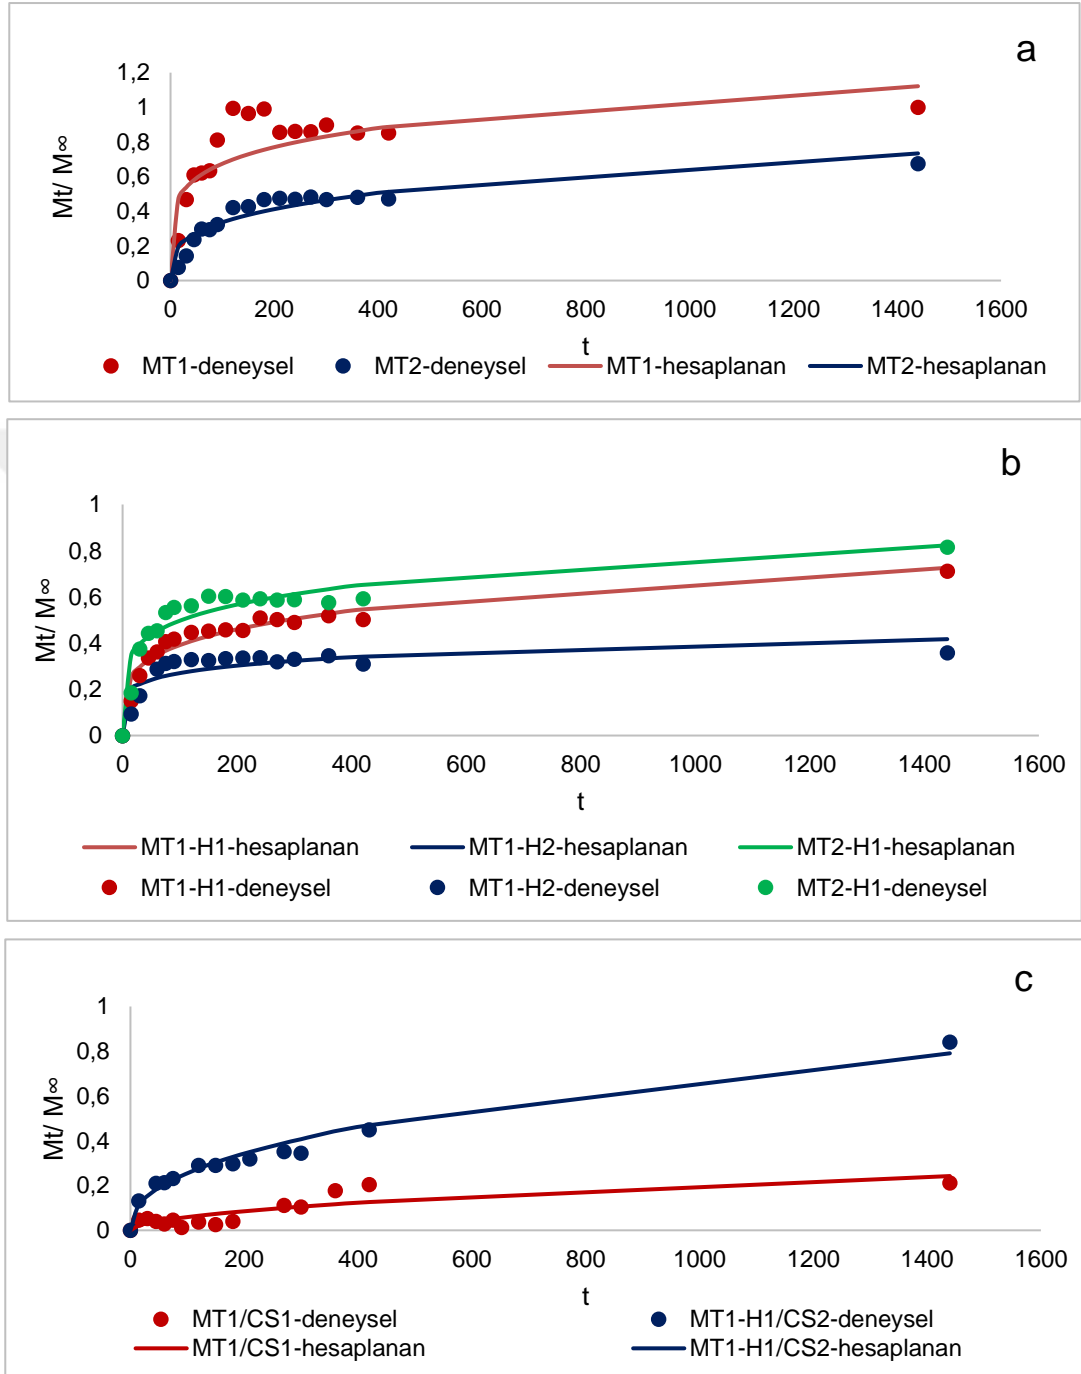 a
1,2
1
0,8
0,6
0,4
0,2
0
Mt/ M∞
0 200 400 600 800 1000 1200 1400 1600
t
MT1-deneysel MT2-deneysel MT1-hesaplanan MT2-hesaplanan
b
1
0,8
0,6
0,4
0,2
0
Mt/ M∞
0 200 400 600 800 1000 1200 1400 1600
t
MT1-H1-hesaplanan MT1-H2-hesaplanan MT2-H1-hesaplanan
MT1-H1-deneysel MT1-H2-deneysel MT2-H1-deneysel
c
1
0,8
0,6
0,4
0,2
0
Mt/ M∞
0 200 400 600 800 1000 1200 1400 1600
t
MT1/CS1-deneysel MT1-H1/CS2-deneysel
MT1/CS1-hesaplanan MT1-H1/CS2-hesaplanan